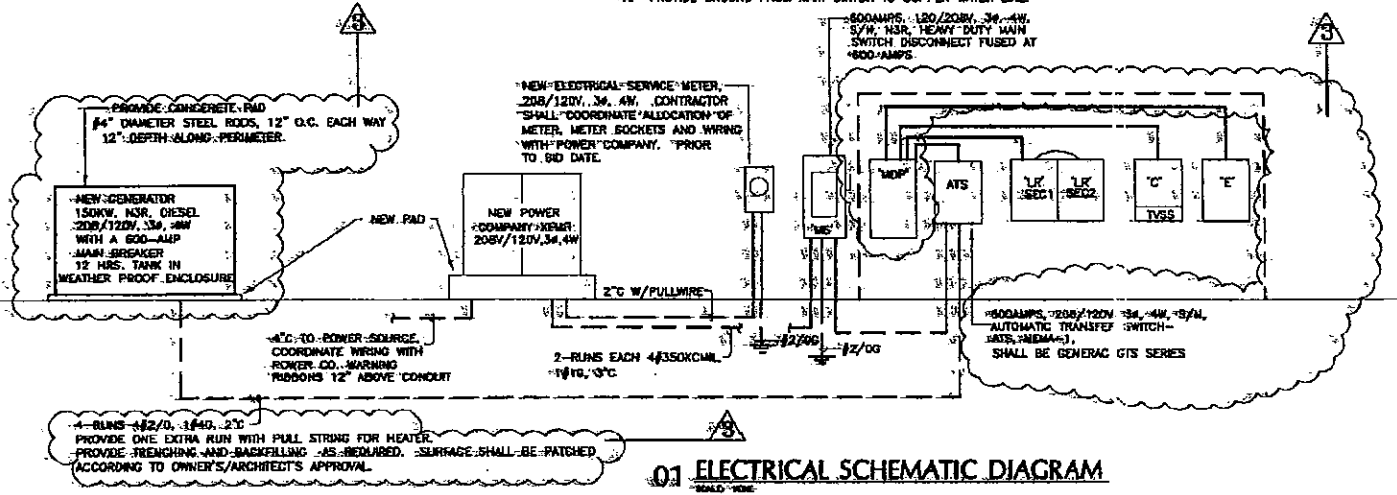 600AMPS, 120/208V, 3ø, 4W,
S/N, N3R, HEAVY DUTY MAIN
SWITCH DISCONNECT FUSED AT
600 AMPS
3
3
PROVIDE CONCERETE PAD
#4" DIAMETER STEEL RODS, 12" O.C. EACH WAY
12" DEPTH ALONG PERIMETER.
NEW ELECTRICAL SERVICE METER,
208/120V, 3ø, 4W, CONTRACTOR
SHALL COORDINATE ALLOCATION OF
METER, METER SOCKETS AND WIRING
WITH POWER COMPANY, PRIOR
TO BID DATE.
NEW GENERATOR
150KW, N3R, DIESEL
208/120V, 3ø, 4W
WITH A 600-AMP
MAIN BREAKER
12 HRS. TANK IN
WEATHER PROOF ENCLOSURE
NEW PAD
NEW POWER
COMPANY XFMR
208V/120V,3ø,4W
"MS"
"MDP"
ATS
"LR"
SEC1
"LR"
SEC2
"C"
TVSS
"E"
2"C W/PULLWIRE
4"C TO POWER SOURCE,
COORDINATE WIRING WITH
POWER CO. WARNING
RIBBONS 12" ABOVE CONDUIT
2-RUNS EACH 4#350KCMIL,
1#1G, 3"C
#2/0G
#2/0G
600AMPS, 208/120V 3ø, 4W, S/N,
AUTOMATIC TRANSFER SWITCH-
ATS, NEMA-1,
SHALL BE GENERAC GTS SERIES
4-RUNS 4#2/0, 1#4G, 2"C
PROVIDE ONE EXTRA RUN WITH PULL STRING FOR HEATER.
PROVIDE TRENCHING AND BACKFILLING AS REQUIRED. SURFACE SHALL BE PATCHED
ACCORDING TO OWNER'S/ARCHITECT'S APPROVAL.
3
01 ELECTRICAL SCHEMATIC DIAGRAM